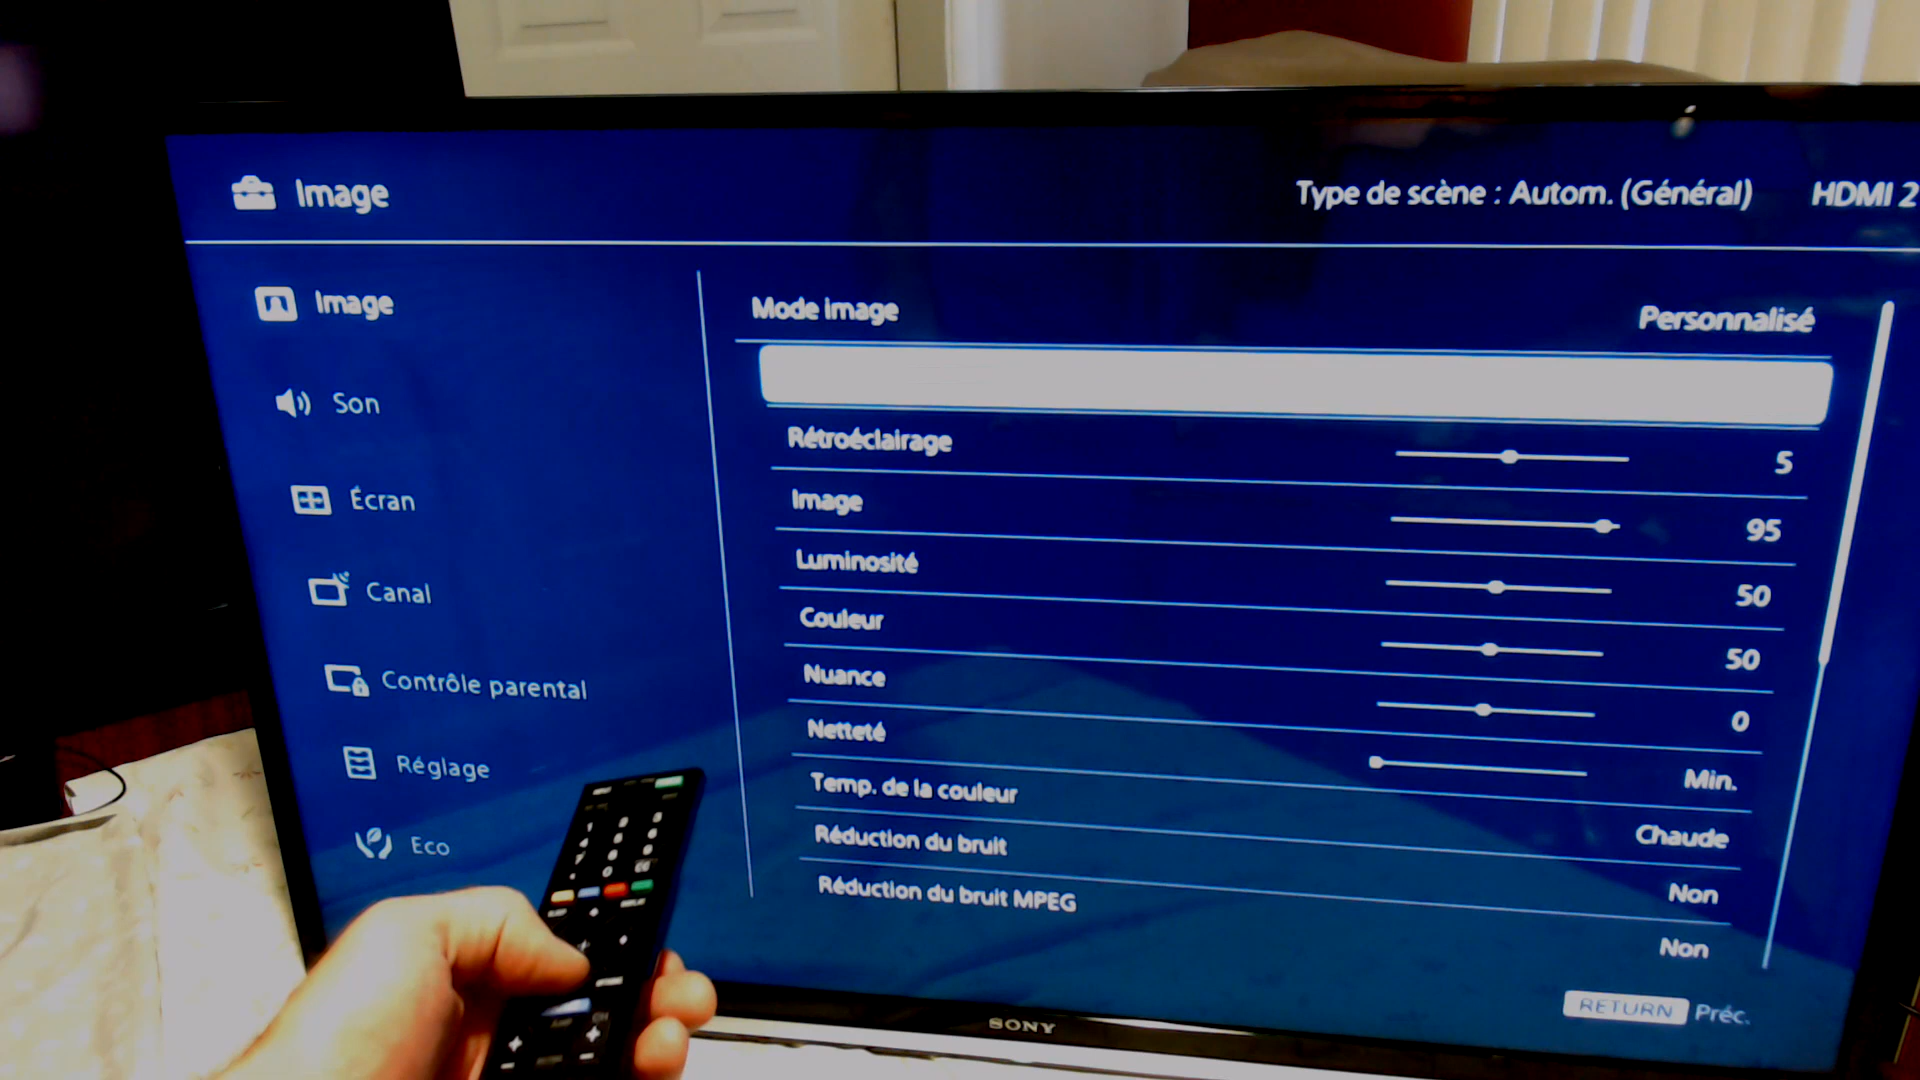 Image
Type de scène : Autom. (Général) HDMI 2
Image
Son
Écran
Canal
Contrôle parental
Réglage
Eco
Mode image Personnalisé
Rétroéclairage 5
Image 95
Luminosité 50
Couleur 50
Nuance 0
Netteté Min.
Temp. de la couleur Chaude
Réduction du bruit Non
Réduction du bruit MPEG Non
RETURN Préc.
SONY